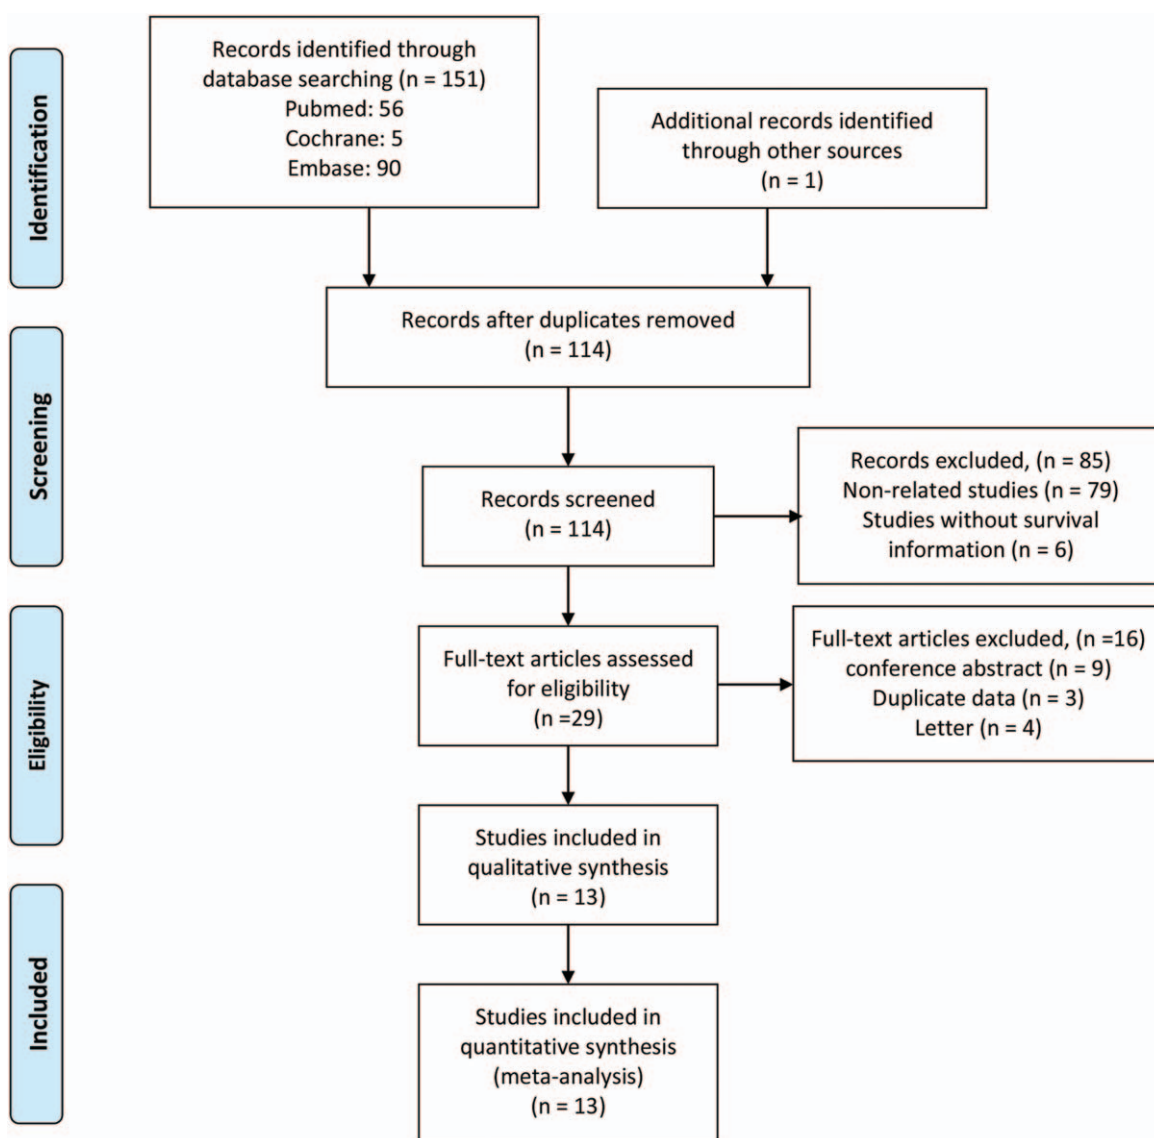 Identification
Records identified through
database searching (n = 151)
Pubmed: 56
Cochrane: 5
Embase: 90
Additional records identified
through other sources
(n = 1)
Records after duplicates removed
(n = 114)
Screening
Records screened
(n = 114)
Records excluded, (n = 85)
Non-related studies (n = 79)
Studies without survival
information (n = 6)
Eligibility
Full-text articles assessed
for eligibility
(n =29)
Full-text articles excluded, (n =16)
conference abstract (n = 9)
Duplicate data (n = 3)
Letter (n = 4)
Studies included in
qualitative synthesis
(n = 13)
Included
Studies included in
quantitative synthesis
(meta-analysis)
(n = 13)